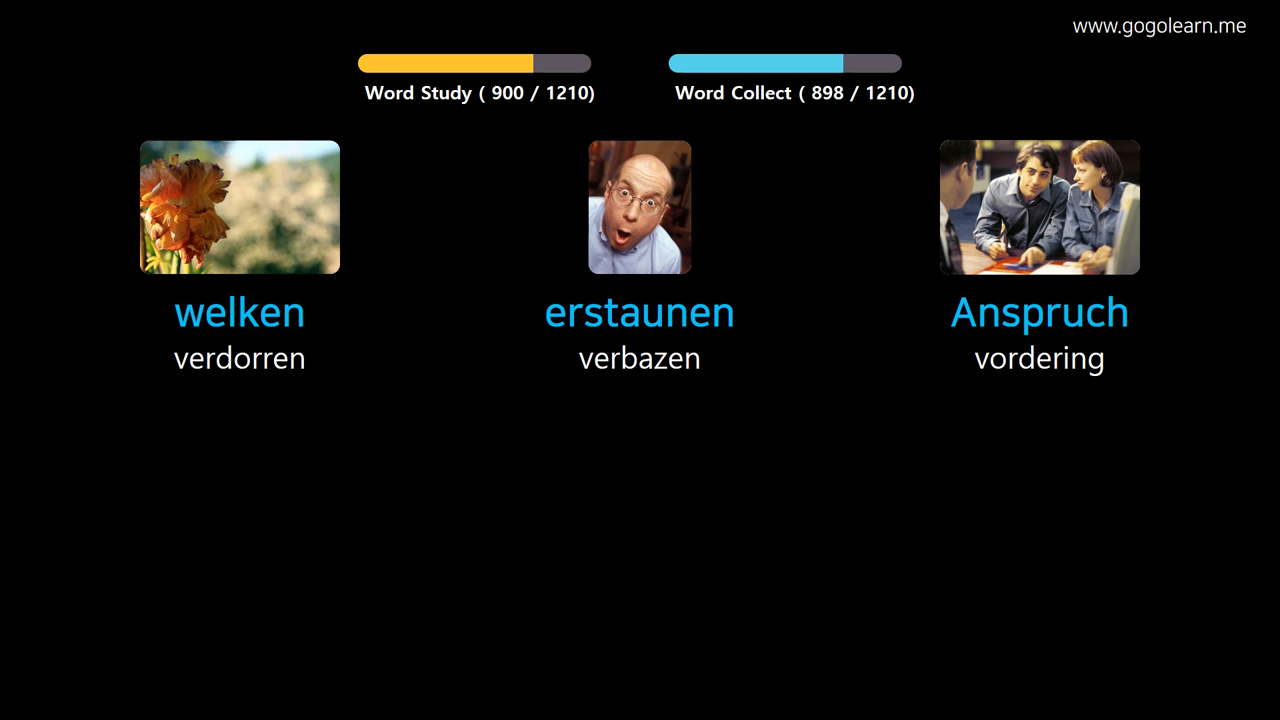 www.gogolearn.me
Word Study ( 900 / 1210)
Word Collect ( 898 / 1210)
welken
verdorren
erstaunen
verbazen
Anspruch
vordering